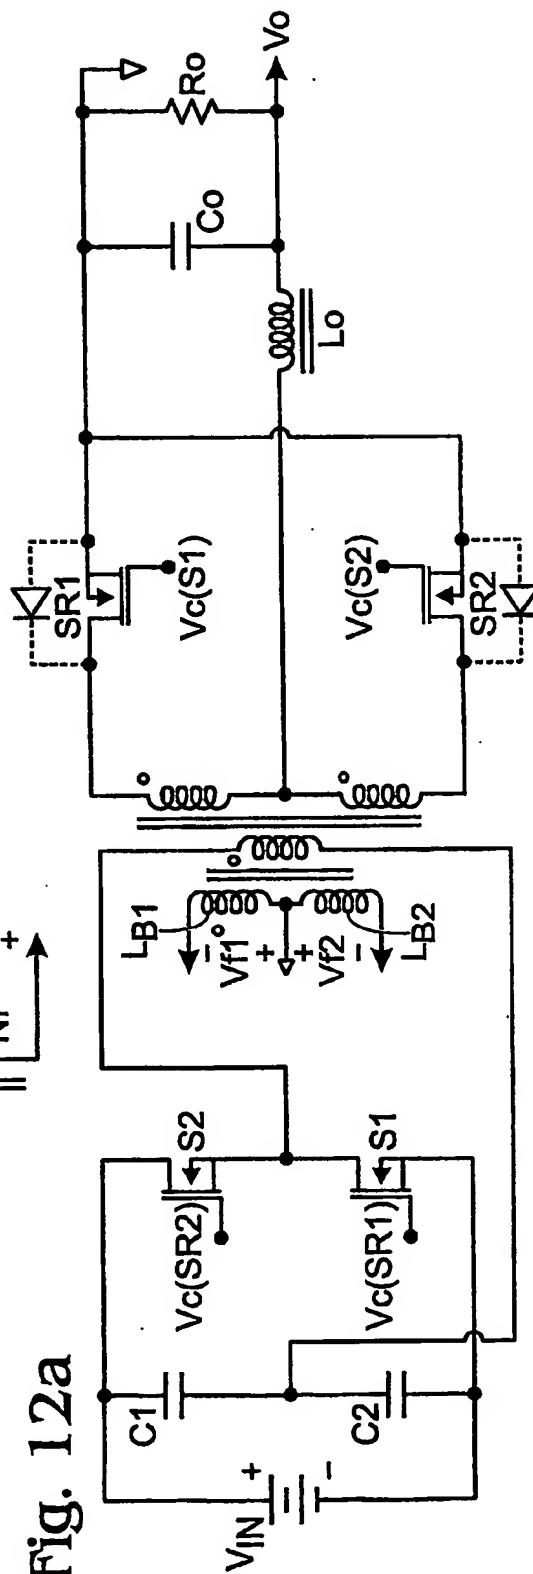 Fig. 12a
VIN
+
−
C1
C2
Vc(SR2)
S2
Vc(SR1)
S1
+
LB1
−
Vf1
+
+
Vf2
−
LB2
SR1
Vc(S1)
Vc(S2)
SR2
Lo
Co
Ro
Vo